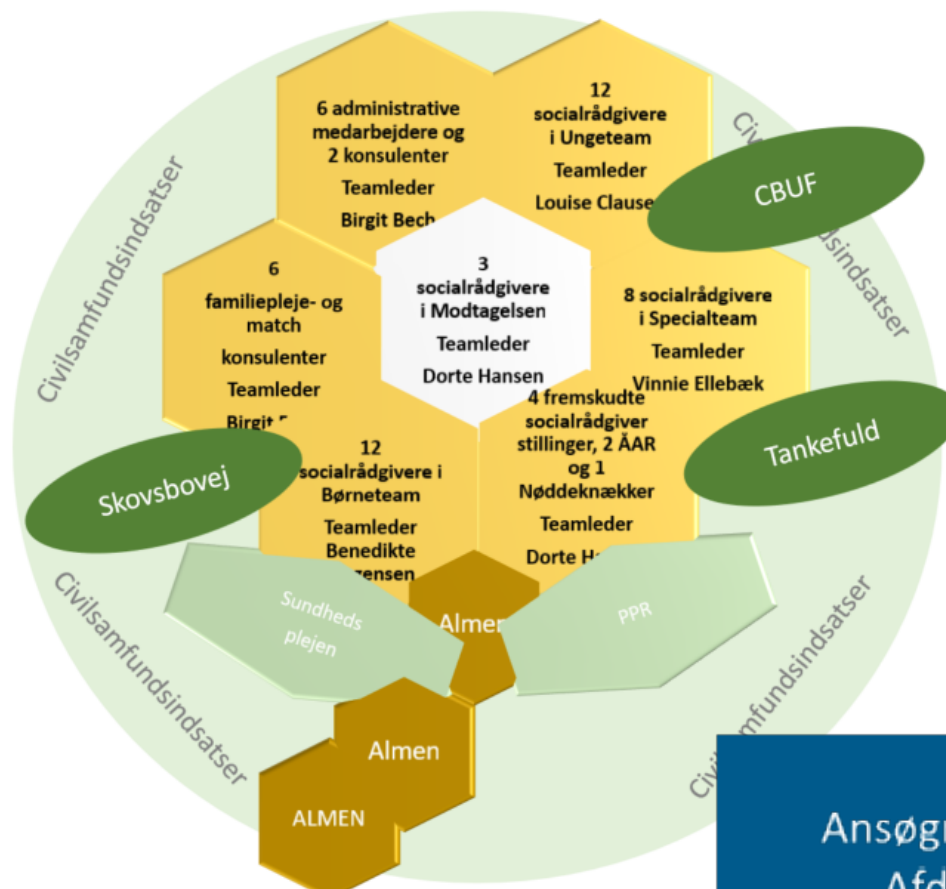 6 administrative
medarbejdere og
2 konsulenter
Teamleder
Birgit Bech
12
socialrådgivere
i Ungeteam
Teamleder
Louise
Civilsamfundsindsatser
CBUF
6
familiepleje- og
match
konsulenter
Teamleder
Birgit
3
socialrådgivere
i Modtagelsen
Teamleder
Dorte Hansen
8 socialrådgivere
i Specialteam
Teamleder
Vinnie Ellebæk
Skovsbovej
12
socialrådgivere i
Børneteam
Teamleder
Benedikte
4 fremskudte
socialrådgiver
stillinger, 2 ÅAR
og 1
Nøddeknækker
Teamleder
Dorte
Tankefuld
Civilsamfundsindsatser
Sundheds
plejen
Almen
PPR
Almen
ALMEN